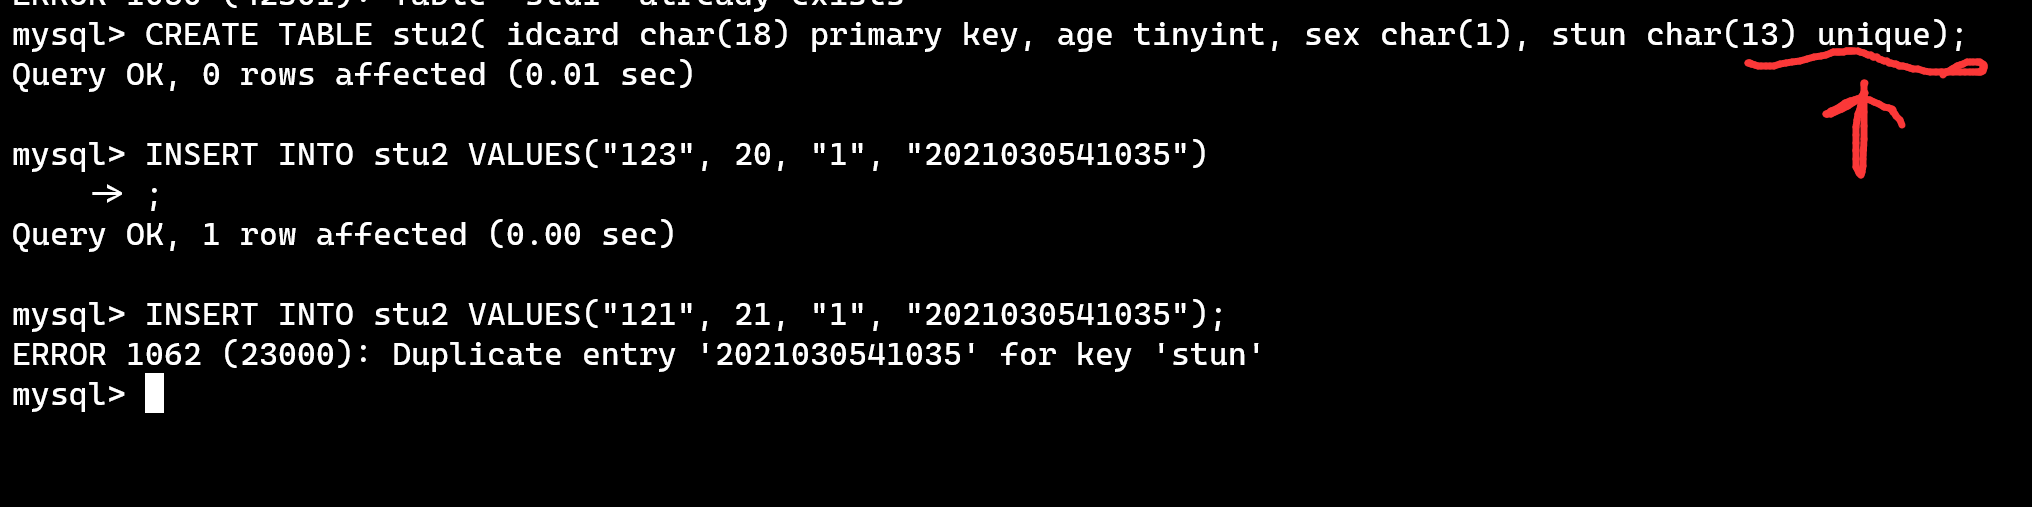 mysql> CREATE TABLE stu2( idcard char(18) primary key, age tinyint, sex char(1), stun char(13) unique);
Query OK, 0 rows affected (0.01 sec)
mysql> INSERT INTO stu2 VALUES("123", 20, "1", "2021030541035")
    -> ;
Query OK, 1 row affected (0.00 sec)
mysql> INSERT INTO stu2 VALUES("121", 21, "1", "2021030541035");
ERROR 1062 (23000): Duplicate entry '2021030541035' for key 'stun'
mysql>